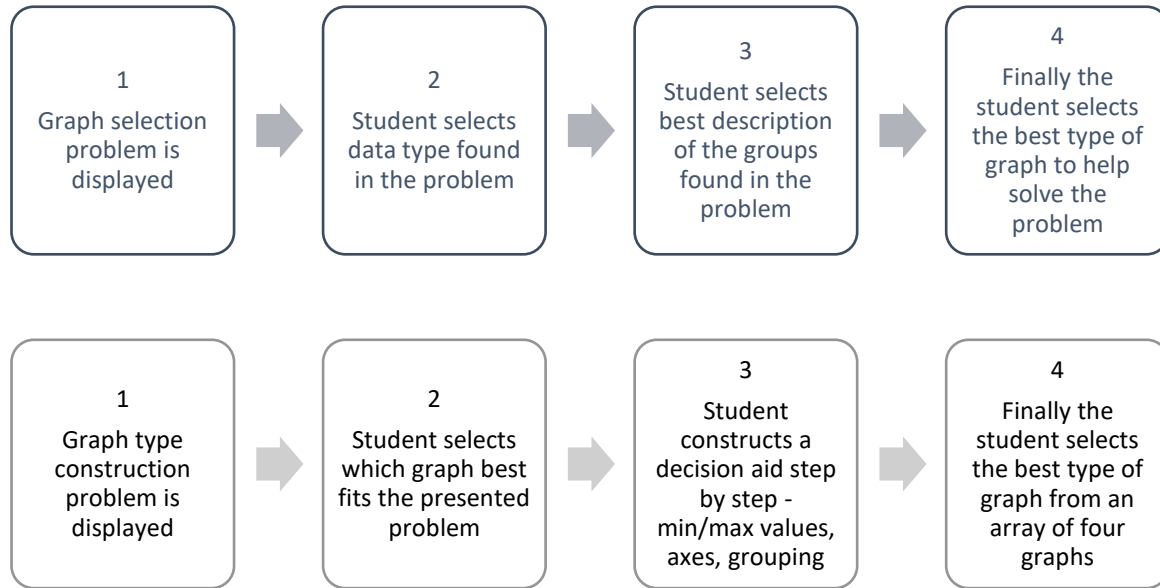 1
Graph selection
problem is
displayed
2
Student selects
data type found
in the problem
3
Student selects
best description
of the groups
found in the
problem
4
Finally the
student selects
the best type of
graph to help
solve the
problem
1
Graph type
construction
problem is
displayed
2
Student selects
which graph best
fits the presented
problem
3
Student
constructs a
decision aid step
by step -
min/max values,
axes, grouping
4
Finally the
student selects
the best type of
graph from an
array of four
graphs